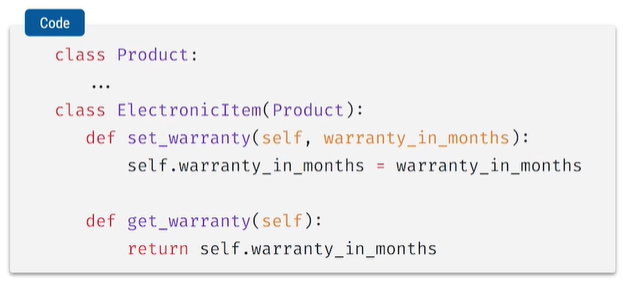 Code
class Product:
    ...
class ElectronicItem(Product):
    def set_warranty(self, warranty_in_months):
        self.warranty_in_months = warranty_in_months

    def get_warranty(self):
        return self.warranty_in_months